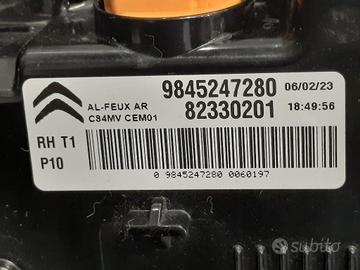 9845247280 06/02/23
AL-FEUX AR 82330201 18:49:56
C84MV CEM01
RH T1
P10
0 9845247280 0060197
subito